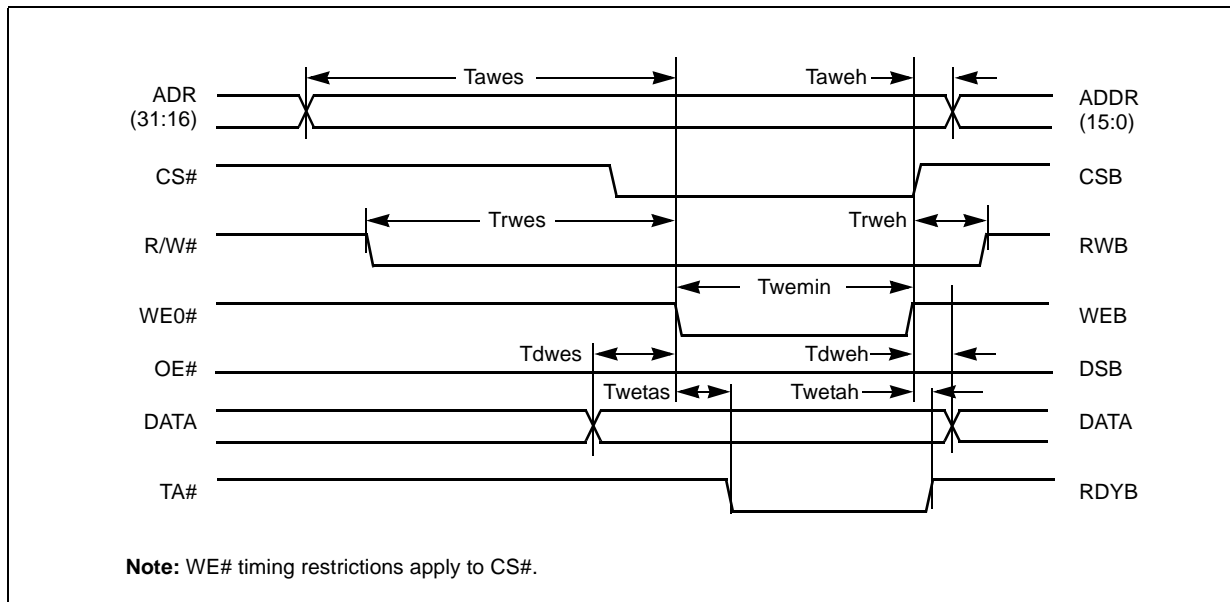 Tawes
Taweh
ADR
(31:16)
ADDR
(15:0)
CS#
CSB
Trwes
Trweh
R/W#
RWB
Twemin
WE0#
WEB
Tdwes
Tdweh
OE#
DSB
Twetas
Twetah
DATA
DATA
TA#
RDYB
Note: WE# timing restrictions apply to CS#.